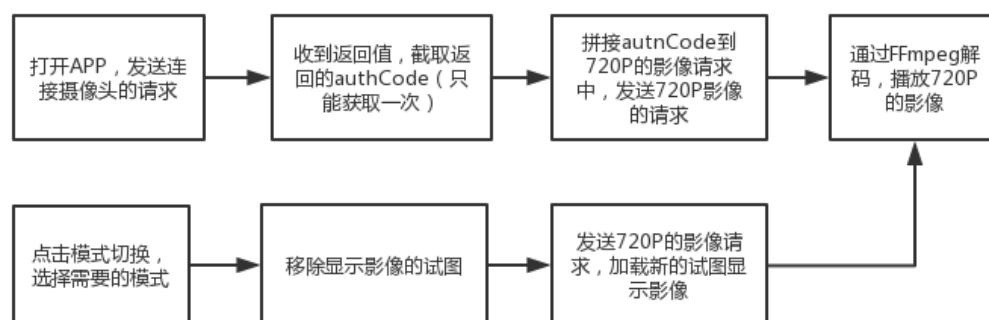 打开APP，发送连
接摄像头的请求
收到返回值，截取返
回的authCode（只
能获取一次）
拼接autnCode到
720P的影像请求
中，发送720P影像
的请求
通过FFmpeg解
码，播放720P
的影像
点击模式切换，
选择需要的模式
移除显示影像的试图
发送720P的影像请
求，加载新的试图显
示影像